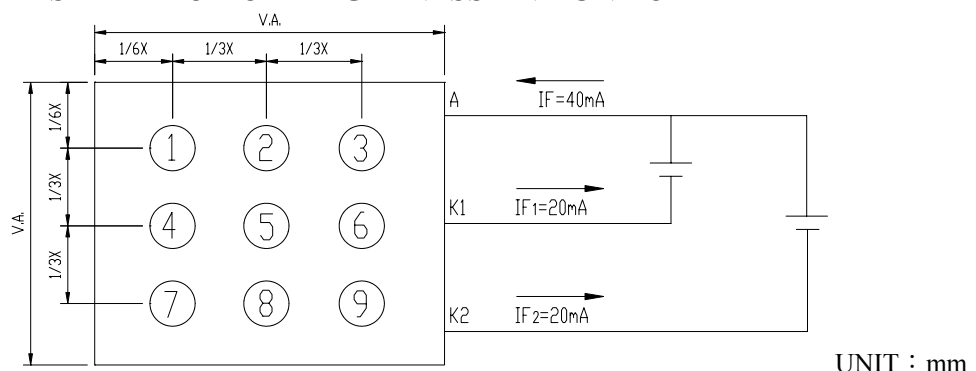 V.A.
1/6X 1/3X 1/3X
A IF=40mA
1/6X
1 2 3
1/3X
K1 IF1=20mA
V.A.
4 5 6
1/3X
7 8 9
K2 IF2=20mA
UNIT：mm